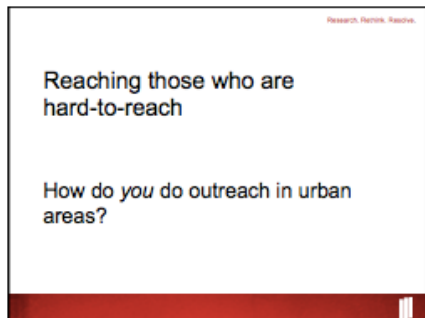 Research. Rethink. Resolve.
Reaching those who are
hard-to-reach
How do you do outreach in urban
areas?